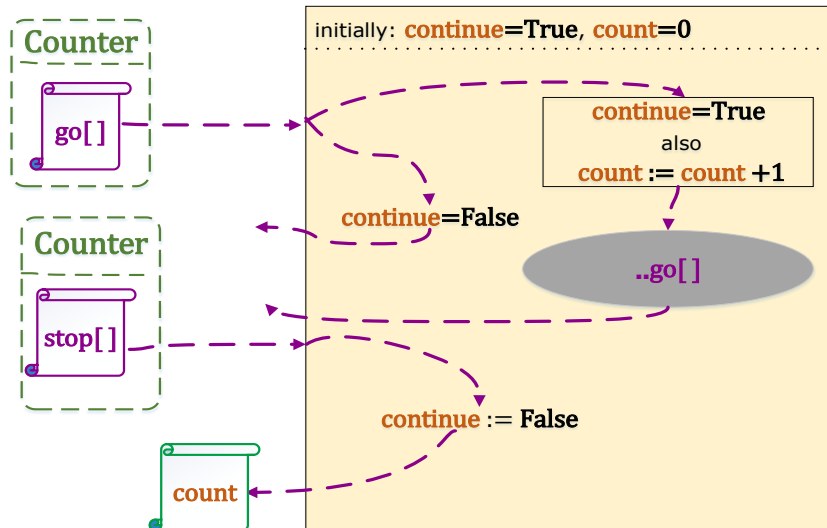 initially: continue=True, count=0
Counter
go[ ]
continue=True
also
count := count +1
continue=False
Counter
stop[ ]
..go[ ]
continue := False
count